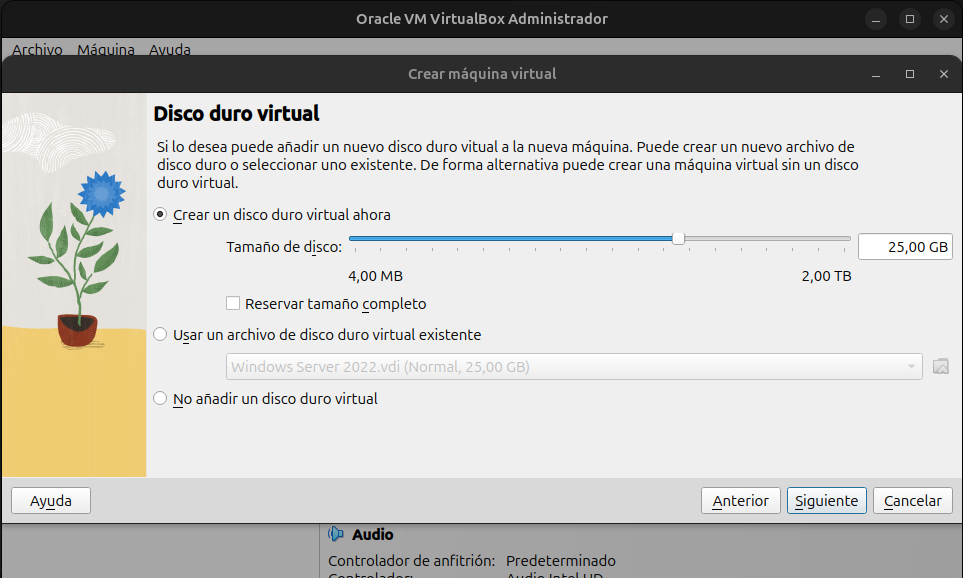 Oracle VM VirtualBox Administrador
Archivo Máquina Ayuda
Crear máquina virtual
Disco duro virtual
Si lo desea puede añadir un nuevo disco duro vitual a la nueva máquina. Puede crear un nuevo archivo de
disco duro o seleccionar uno existente. De forma alternativa puede crear una máquina virtual sin un disco
duro virtual.
Crear un disco duro virtual ahora
Tamaño de disco:
25,00 GB
4,00 MB
2,00 TB
Reservar tamaño completo
Usar un archivo de disco duro virtual existente
Windows Server 2022.vdi (Normal, 25,00 GB)
No añadir un disco duro virtual
Ayuda
Anterior
Siguiente
Cancelar
Audio
Controlador de anfitrión: Predeterminado
Controlador: Audio Intel HD